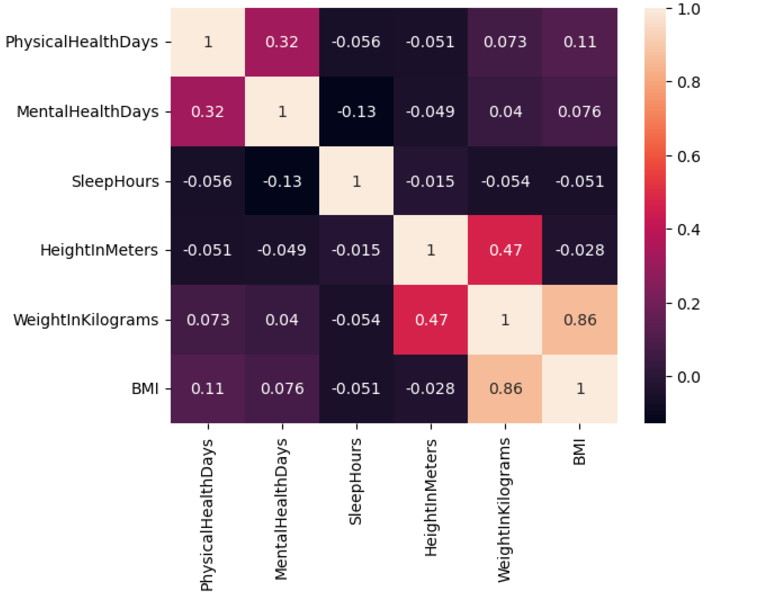 PhysicalHealthDays 1 0.32 -0.056 -0.051 0.073 0.11
MentalHealthDays 0.32 1 -0.13 -0.049 0.04 0.076
SleepHours -0.056 -0.13 1 -0.015 -0.054 -0.051
HeightInMeters -0.051 -0.049 -0.015 1 0.47 -0.028
WeightInKilograms 0.073 0.04 -0.054 0.47 1 0.86
BMI 0.11 0.076 -0.051 -0.028 0.86 1
PhysicalHealthDays
MentalHealthDays
SleepHours
HeightInMeters
WeightInKilograms
BMI
1.0
0.8
0.6
0.4
0.2
0.0